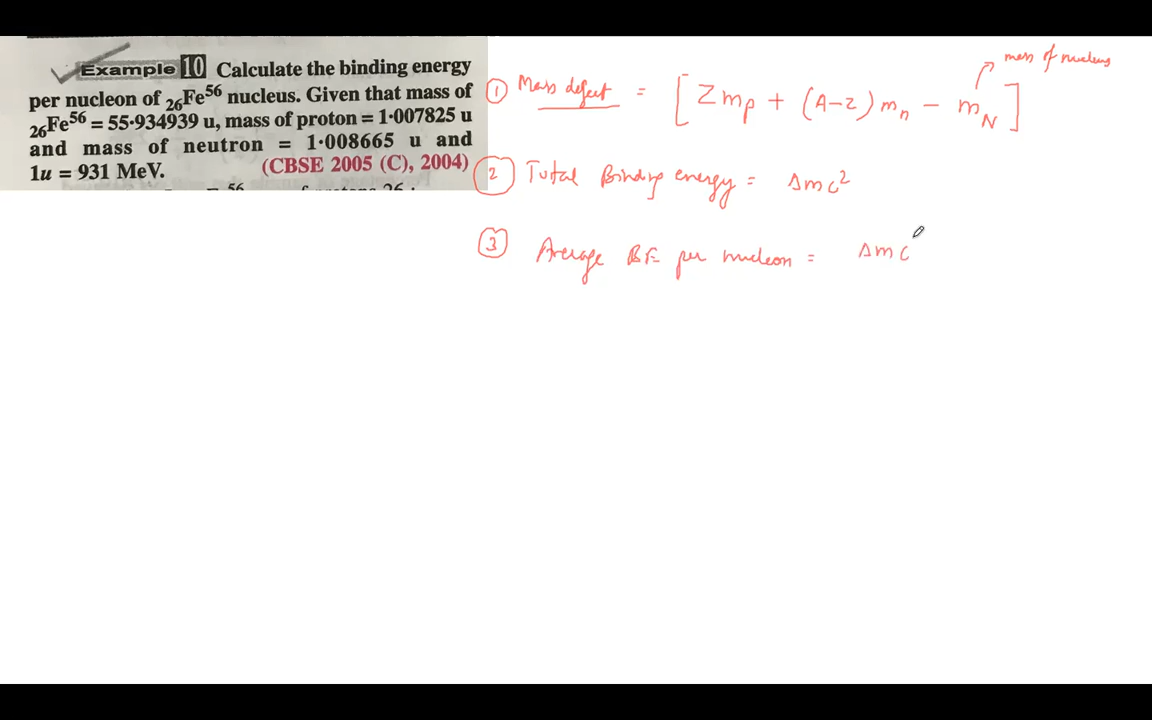 Example 10 Calculate the binding energy
per nucleon of ₂₆Fe⁵⁶ nucleus. Given that mass of
₂₆Fe⁵⁶ = 55·934939 u, mass of proton = 1·007825 u
and mass of neutron = 1·008665 u and
1u = 931 MeV. (CBSE 2005 (C), 2004)
mass of nucleus
① Mass defect = [Zmp + (A-Z) mn - mN]
② Total Binding energy = Δmc²
③ Average BE per nucleon = Δmc